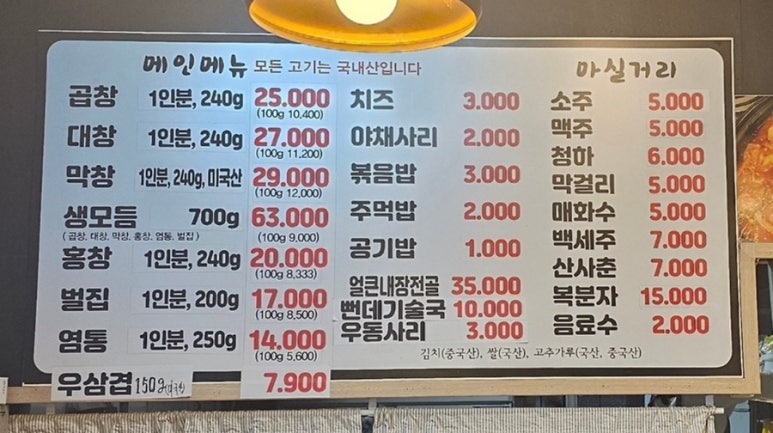 메인메뉴 모든 고기는 국내산입니다
곱창 1인분, 240g 25.000
(100g 10,400)
대창 1인분, 240g 27.000
(100g 11,200)
막창 1인분, 240g, 미국산 29.000
(100g 12,000)
생모듬 700g 63.000
( 곱창, 대창, 막창, 홍창, 염통, 벌집 ) (100g 9,000)
홍창 1인분, 240g 20.000
(100g 8,333)
벌집 1인분, 200g 17.000
(100g 8,500)
염통 1인분, 250g 14.000
(100g 5,600)
우삼겹 150g 7.900
치즈 3.000
야채사리 2.000
볶음밥 3.000
주먹밥 2.000
공기밥 1.000
얼큰내장전골 35.000
뻔데기술국 10.000
우동사리 3.000
마실거리
소주 5.000
맥주 5.000
청하 6.000
막걸리 5.000
매화수 5.000
백세주 7.000
산사춘 7.000
복분자 15.000
음료수 2.000
김치(중국산), 쌀(국산), 고추가루(국산, 중국산)